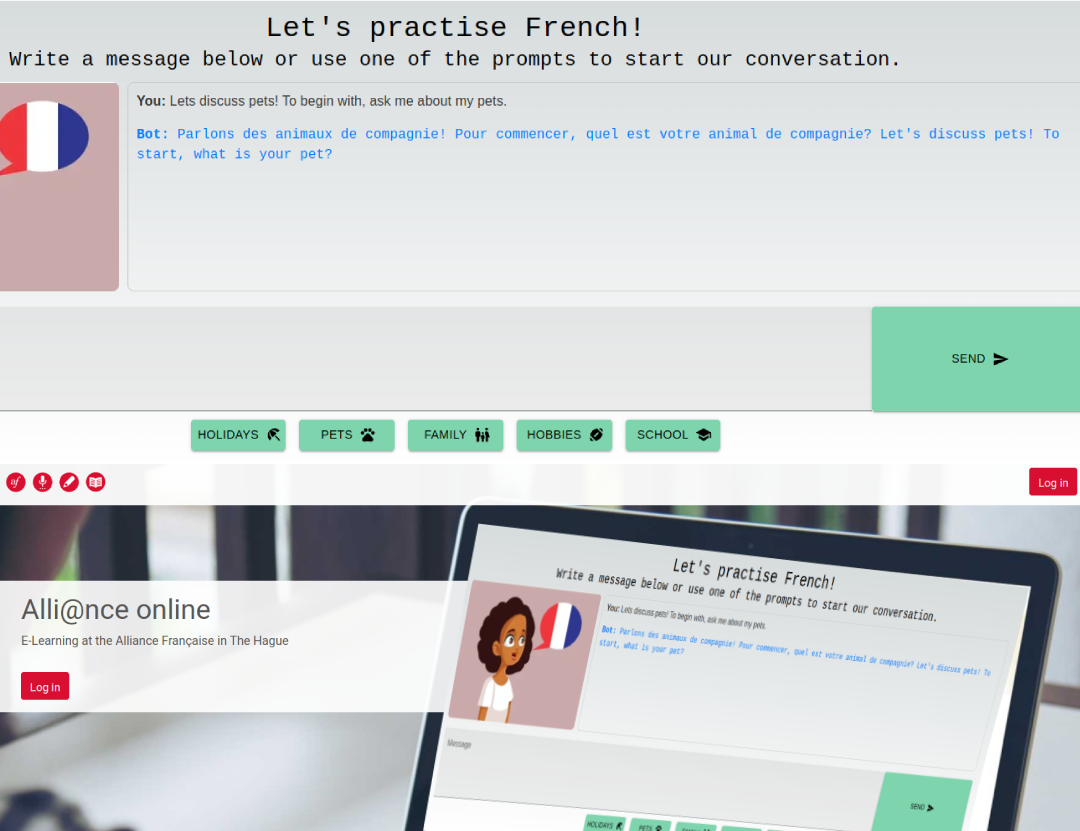 Let's practise French!
Write a message below or use one of the prompts to start our conversation.
You: Lets discuss pets! To begin with, ask me about my pets.
Bot: Parlons des animaux de compagnie! Pour commencer, quel est votre animal de compagnie? Let's discuss pets! To
start, what is your pet?
SEND
HOLIDAYS PETS FAMILY HOBBIES SCHOOL
af
Log in
Alli@nce online
E-Learning at the Alliance Française in The Hague
Log in
Let's practise French!
Write a message below or use one of the prompts to start our conversation.
You: Lets discuss pets! To begin with, ask me about my pets.
Bot: Parlons des animaux de compagnie! Pour commencer, quel est votre animal de compagnie? Let's discuss pets! To
start, what is your pet?
Message
SEND
HOLIDAYS PETS